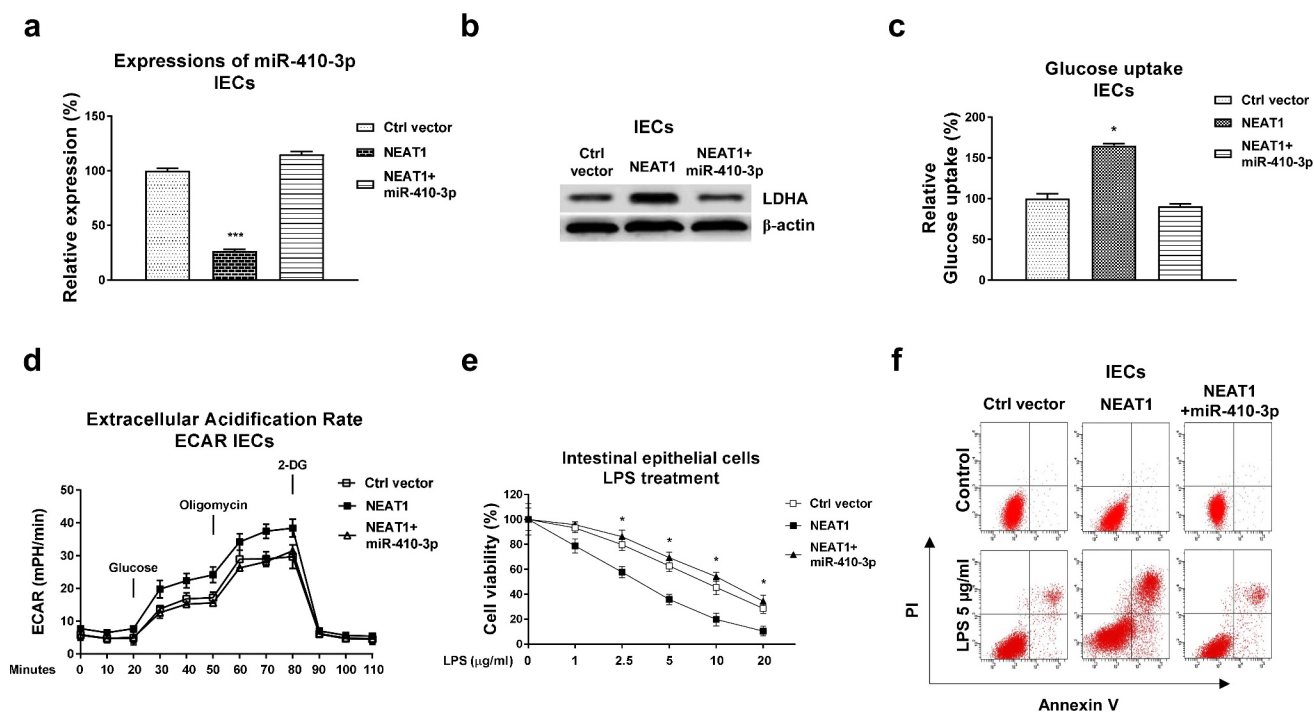 a
Expressions of miR-410-3p
IECs
Relative expression (%)
150
100
50
0
***
Ctrl vector
NEAT1
NEAT1+
miR-410-3p
b
IECs
Ctrl
vector
NEAT1
NEAT1+
miR-410-3p
LDHA
β-actin
c
Glucose uptake
IECs
Relative
Glucose uptake (%)
200
150
100
50
0
*
Ctrl vector
NEAT1
NEAT1+
miR-410-3p
d
Extracellular Acidification Rate
ECAR IECs
ECAR (mPH/min)
50
40
30
20
10
0
Glucose
Oligomycin
2-DG
Ctrl vector
NEAT1
NEAT1+
miR-410-3p
Minutes 0 10 20 30 40 50 60 70 80 90 100 110
e
Intestinal epithelial cells
LPS treatment
Cell viability (%)
120
100
80
60
40
20
0
* * * *
Ctrl vector
NEAT1
NEAT1+
miR-410-3p
LPS (μg/ml) 0 1 2.5 5 10 20
f
IECs
Ctrl vector
NEAT1
NEAT1
+miR-410-3p
Control
LPS 5 μg/ml
PI
Annexin V